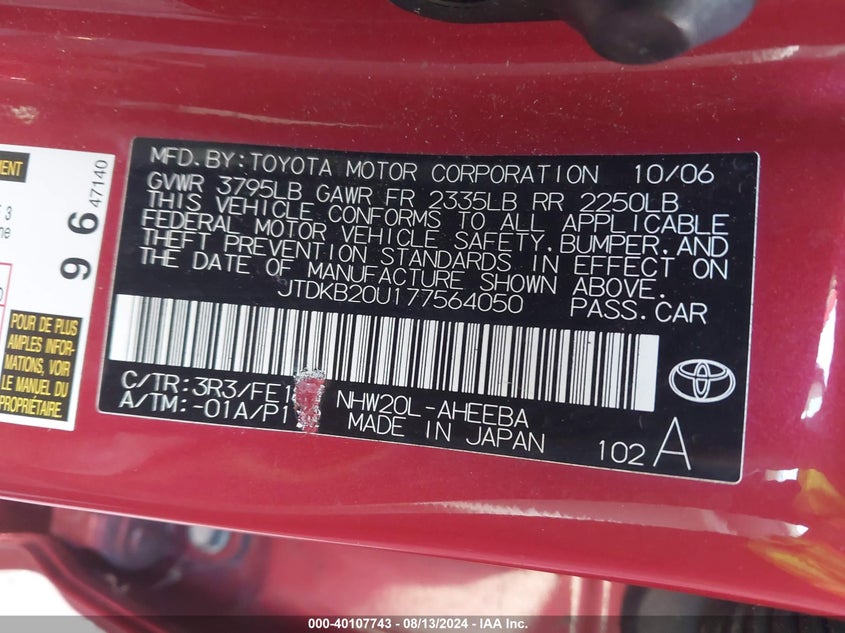 MFD.BY:TOYOTA MOTOR CORPORATION 10/06
GVWR 3795LB GAWR FR 2335LB RR 2250LB
THIS VEHICLE CONFORMS TO ALL APPLICABLE
FEDERAL MOTOR VEHICLE SAFETY,BUMPER,AND
THEFT PREVENTION STANDARDS IN EFFECT ON
THE DATE OF MANUFACTURE SHOWN ABOVE.
JTDKB20U177564050 PASS.CAR
C/TR:3R3/FE1 NHW20L-AHEEBA
A/TM:-01A/P1 MADE IN JAPAN
102 A
96
47140
POUR DE PLUS
AMPLES INFOR-
MATIONS, VOIR
LE MANUEL DU
PROPRIÉTAIRE
000-40107743 / 08/13/2024 - IAA Inc.